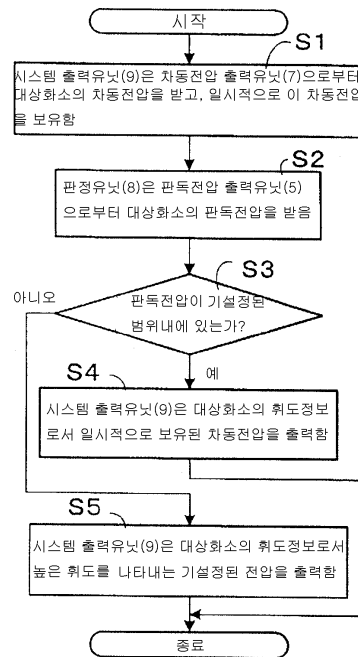 시작
S1
시스템 출력유닛(9)은 차동전압 출력유닛(7)으로부터
대상화소의 차동전압을 받고, 일시적으로 이 차동전압
을 보유함
S2
판정유닛(8)은 판독전압 출력유닛(5)
으로부터 대상화소의 판독전압을 받음
S3
아니오
판독전압이 기설정된
범위내에 있는가?
예
S4
시스템 출력유닛(9)은 대상화소의 휘도정보
로서 일시적으로 보유된 차동전압을 출력함
S5
시스템 출력유닛(9)은 대상화소의 휘도정보로서
높은 휘도를 나타내는 기설정된 전압을 출력함
종료